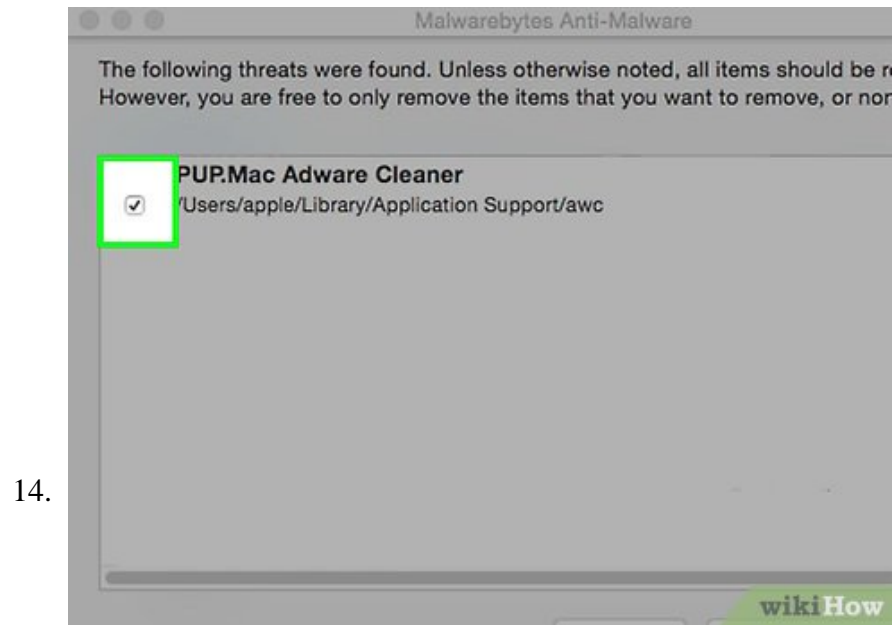 Malwarebytes Anti-Malware
The following threats were found. Unless otherwise noted, all items should be
However, you are free to only remove the items that you want to remove, or
PUP.Mac Adware Cleaner
/Users/apple/Library/Application Support/awc
14.
wikiHow